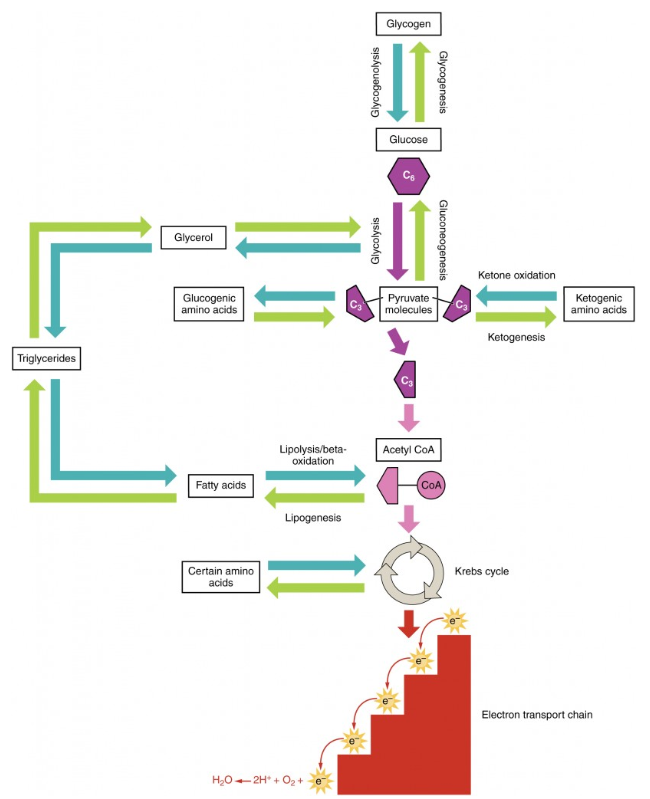 Glycogen
Glycogenolysis
Glycogenesis
Glucose
C₆
Glycolysis
Gluconeogenesis
Glycerol
Ketone oxidation
Glucogenic
amino acids
C₃
Pyruvate
molecules
C₃
Ketogenic
amino acids
Ketogenesis
Triglycerides
C₃
Acetyl CoA
Lipolysis/beta-
oxidation
Fatty acids
CoA
Lipogenesis
Certain amino
acids
Krebs cycle
e⁻
e⁻
e⁻
Electron transport chain
e⁻
H₂O ← 2H⁺ + O₂ + e⁻